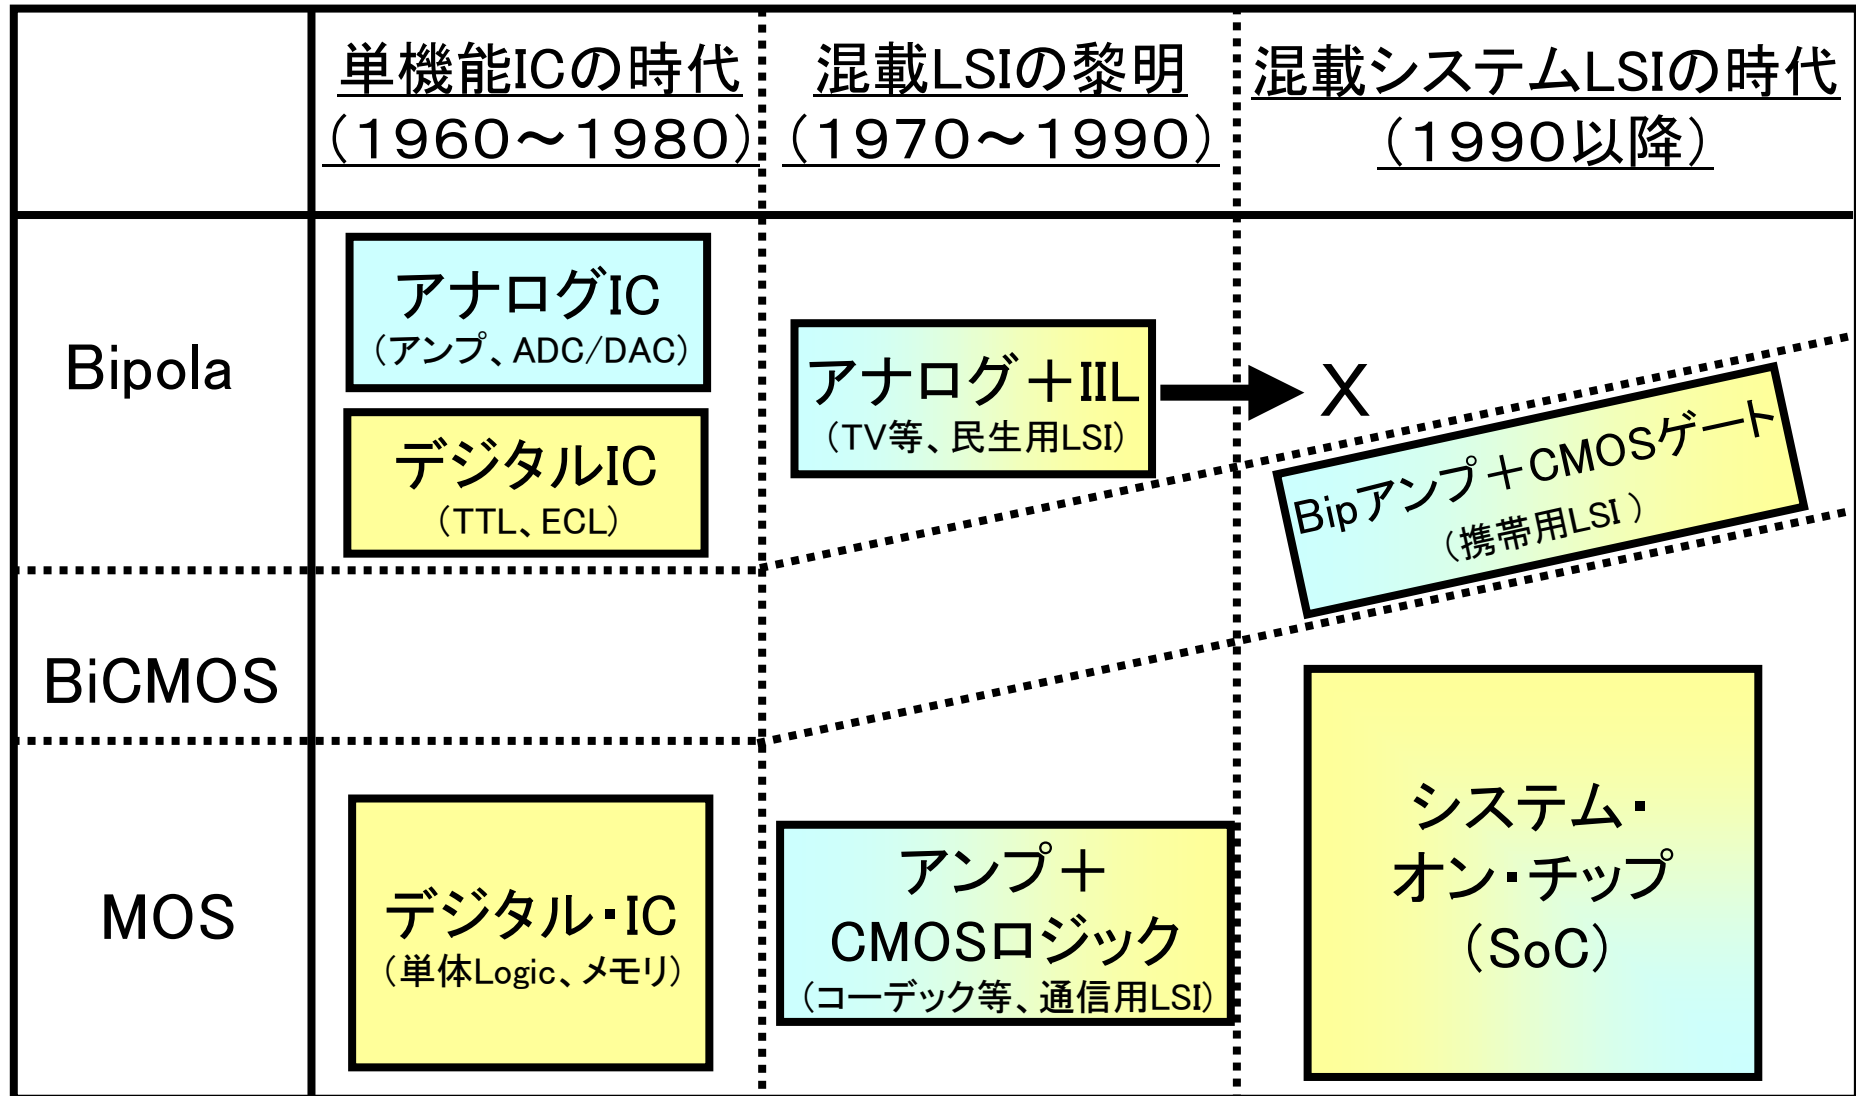 単機能ICの時代
(1960～1980)
混載LSIの黎明
(1970～1990)
混載システムLSIの時代
(1990以降)
Bipola
アナログIC
(アンプ、ADC/DAC)
デジタルIC
(TTL、ECL)
アナログ＋IIL
(TV等、民生用LSI)
X
Bipアンプ＋CMOSゲート
(携帯用LSI)
BiCMOS
MOS
デジタル・IC
(単体Logic、メモリ)
アンプ＋
CMOSロジック
(コーデック等、通信用LSI)
システム・
オン・チップ
(SoC)